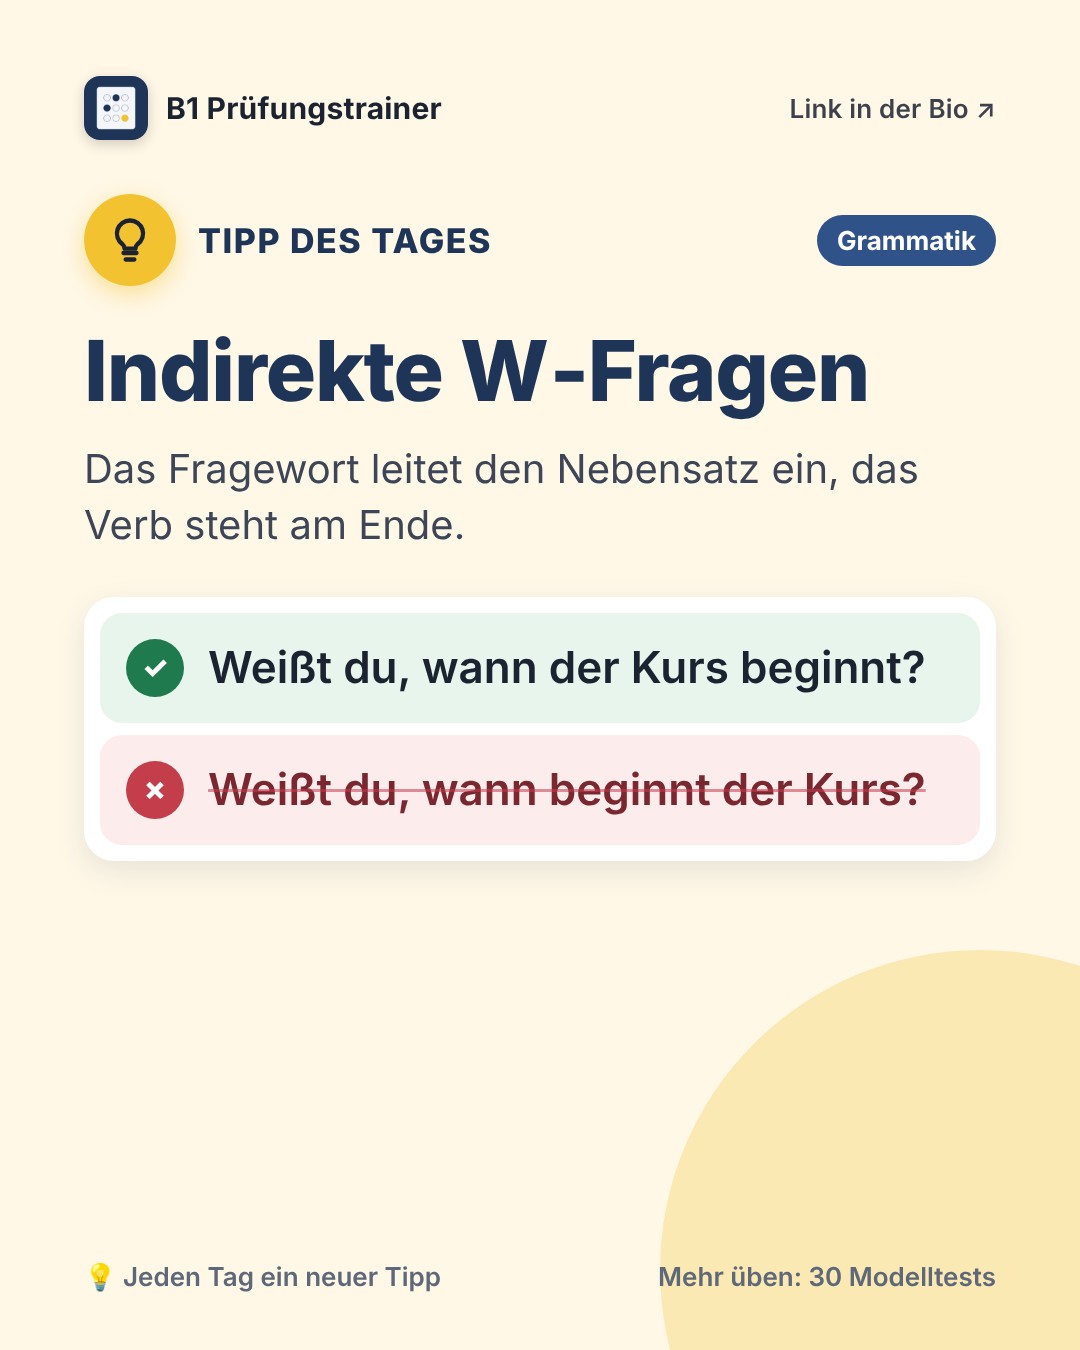 B1 Prüfungstrainer
Link in der Bio ↗
TIPP DES TAGES
Grammatik
Indirekte W-Fragen
Das Fragewort leitet den Nebensatz ein, das
Verb steht am Ende.
Weißt du, wann der Kurs beginnt?
Weißt du, wann beginnt der Kurs?
💡 Jeden Tag ein neuer Tipp
Mehr üben: 30 Modelltests